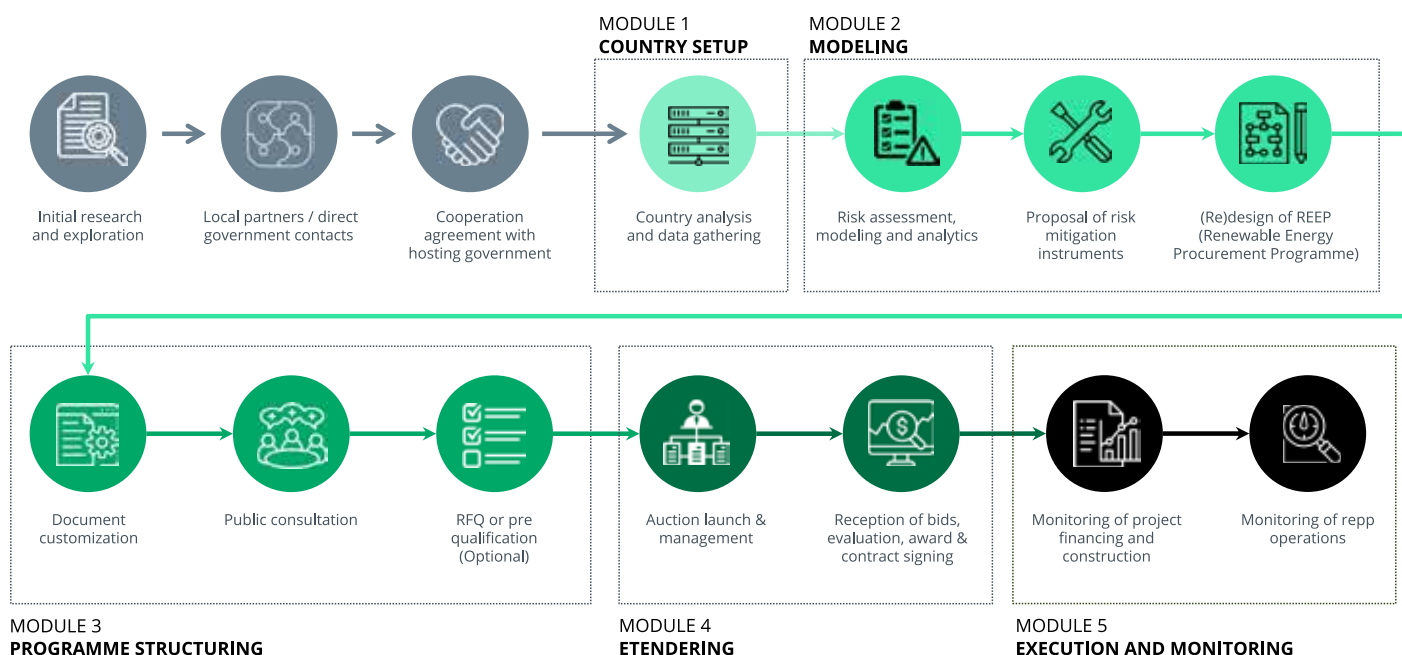 MODULE 1
COUNTRY SETUP
MODULE 2
MODELING
Initial research
and exploration
Local partners / direct
government contacts
Cooperation
agreement with
hosting government
Country analysis
and data gathering
Risk assessment,
modeling and analytics
Proposal of risk
mitigation
instruments
(Re)design of REEP
(Renewable Energy
Procurement Programme)
Document
customization
Public consultation
RFQ or pre
qualification
(Optional)
Auction launch &
management
Reception of bids,
evaluation, award &
contract signing
Monitoring of project
financing and
construction
Monitoring of repp
operations
MODULE 3
PROGRAMME STRUCTURING
MODULE 4
ETENDERING
MODULE 5
EXECUTION AND MONITORING